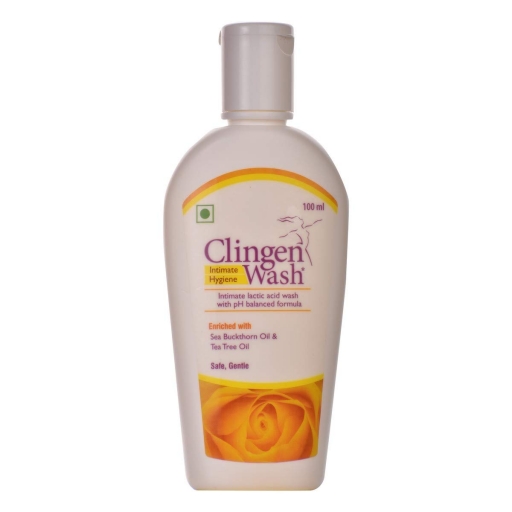 100 ml
Clingen
Intimate
Hygiene
Wash®
Intimate lactic acid wash
with pH balanced formula
Enriched with
Sea Buckthorn Oil &
Tea Tree Oil
Safe, Gentle